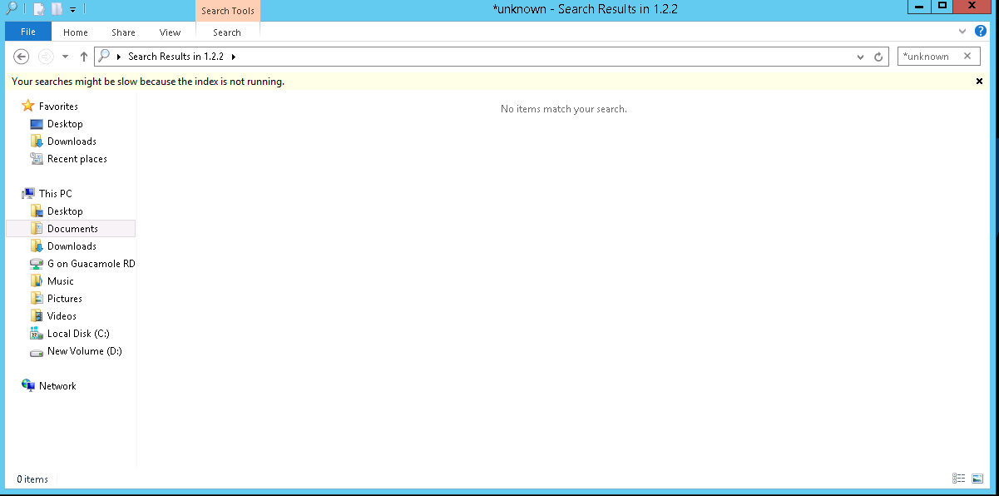 Search Tools
*unknown - Search Results in 1.2.2
File Home Share View Search
Search Results in 1.2.2
*unknown
Your searches might be slow because the index is not running.
No items match your search.
Favorites
Desktop
Downloads
Recent places
This PC
Desktop
Documents
Downloads
G on Guacamole RD
Music
Pictures
Videos
Local Disk (C:)
New Volume (D:)
Network
0 items